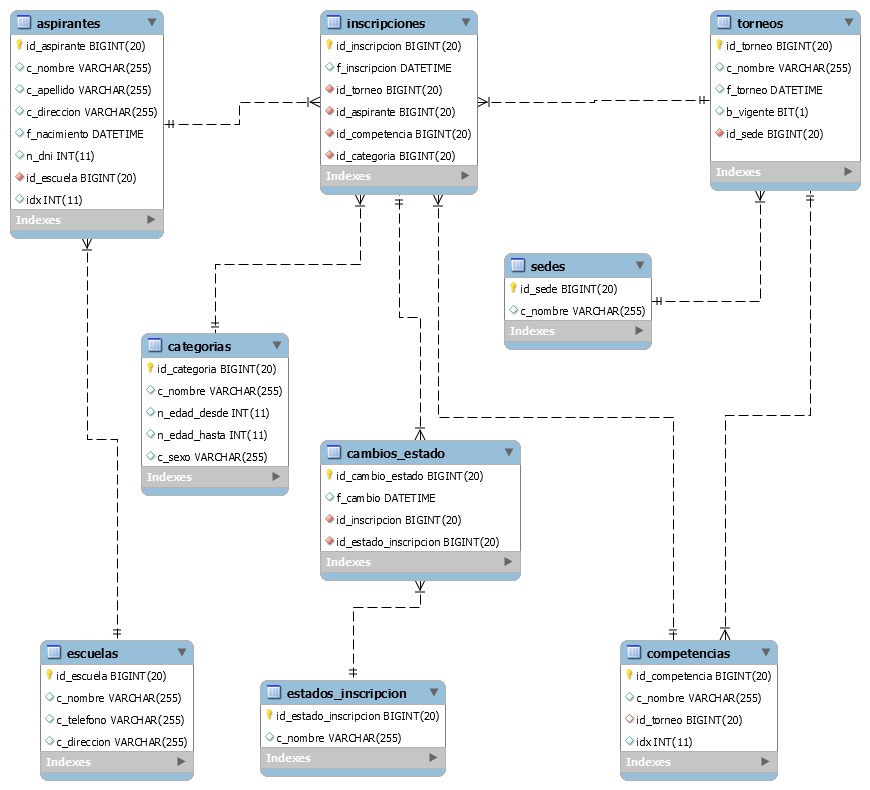 aspirantes
id_aspirante BIGINT(20)
c_nombre VARCHAR(255)
c_apellido VARCHAR(255)
c_direccion VARCHAR(255)
f_nacimiento DATETIME
n_dni INT(11)
id_escuela BIGINT(20)
idx INT(11)
Indexes
inscripciones
id_inscripcion BIGINT(20)
f_inscripcion DATETIME
id_torneo BIGINT(20)
id_aspirante BIGINT(20)
id_competencia BIGINT(20)
id_categoria BIGINT(20)
Indexes
torneos
id_torneo BIGINT(20)
c_nombre VARCHAR(255)
f_torneo DATETIME
b_vigente BIT(1)
id_sede BIGINT(20)
Indexes
sedes
id_sede BIGINT(20)
c_nombre VARCHAR(255)
Indexes
categorias
id_categoria BIGINT(20)
c_nombre VARCHAR(255)
n_edad_desde INT(11)
n_edad_hasta INT(11)
c_sexo VARCHAR(255)
Indexes
cambios_estado
id_cambio_estado BIGINT(20)
f_cambio DATETIME
id_inscripcion BIGINT(20)
id_estado_inscripcion BIGINT(20)
Indexes
escuelas
id_escuela BIGINT(20)
c_nombre VARCHAR(255)
c_telefono VARCHAR(255)
c_direccion VARCHAR(255)
Indexes
estados_inscripcion
id_estado_inscripcion BIGINT(20)
c_nombre VARCHAR(255)
Indexes
competencias
id_competencia BIGINT(20)
c_nombre VARCHAR(255)
id_torneo BIGINT(20)
idx INT(11)
Indexes